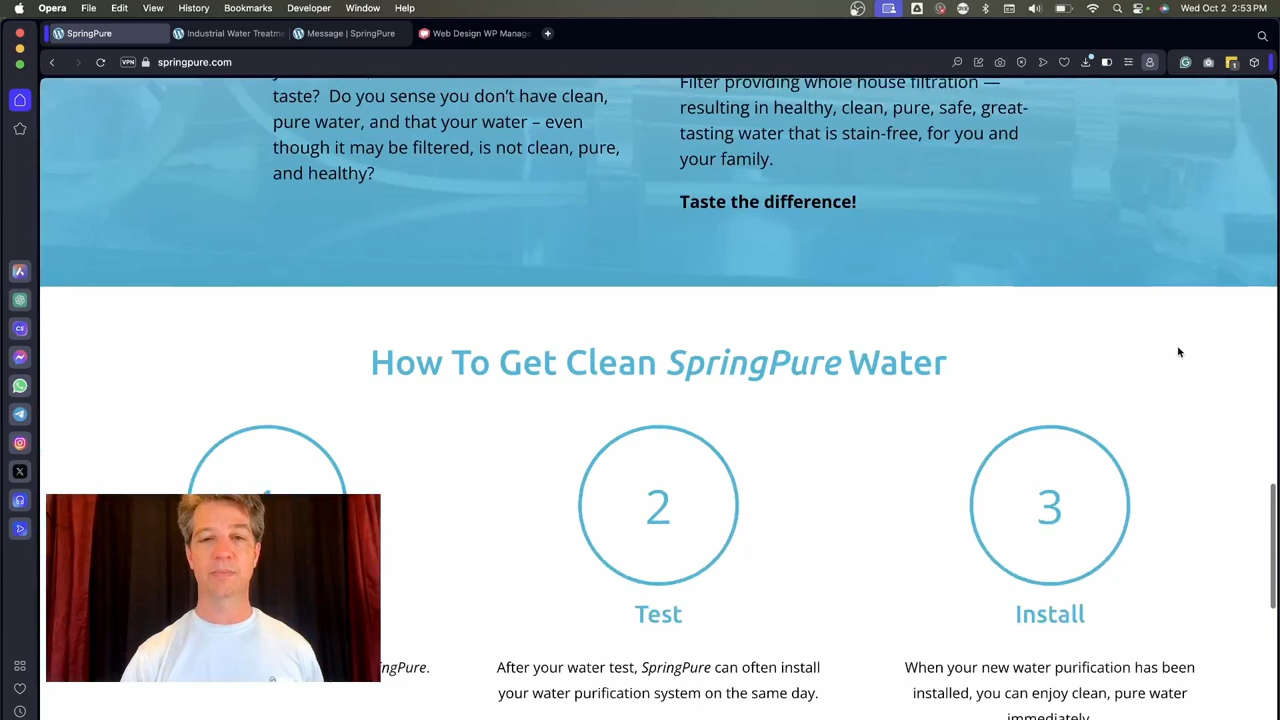 Opera File Edit View History Bookmarks Developer Window Help
Wed Oct 2 2:53 PM
SpringPure
Industrial Water Treatme
Message | SpringPure
Web Design WP Manage
VPN springpure.com
taste? Do you sense you don't have clean,
pure water, and that your water – even
though it may be filtered, is not clean, pure,
and healthy?
Filter providing whole house filtration —
resulting in healthy, clean, pure, safe, great-
tasting water that is stain-free, for you and
your family.
Taste the difference!
How To Get Clean SpringPure Water
2
3
Test
Install
ingPure.
After your water test, SpringPure can often install
your water purification system on the same day.
When your new water purification has been
installed, you can enjoy clean, pure water
immediately.